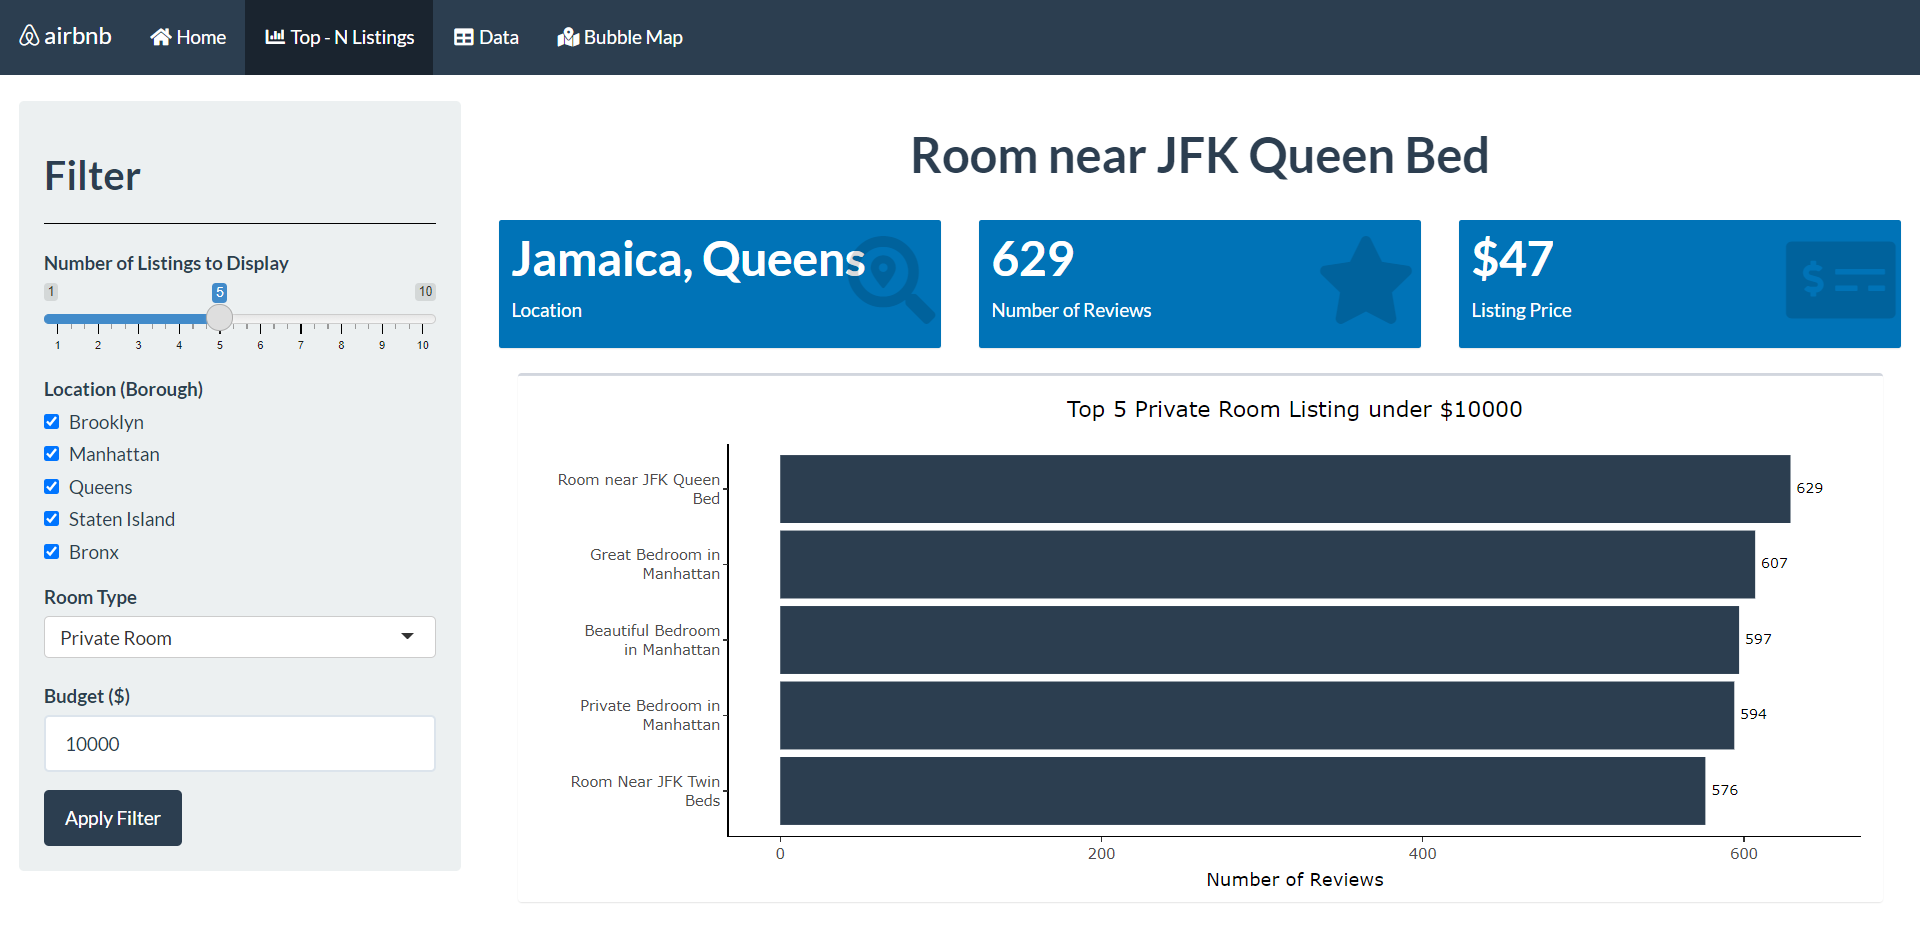 airbnb Home Top - N Listings Data Bubble Map
Filter
Number of Listings to Display
1 5 10
1 2 3 4 5 6 7 8 9 10
Location (Borough)
Brooklyn
Manhattan
Queens
Staten Island
Bronx
Room Type
Private Room
Budget ($)
10000
Apply Filter
Room near JFK Queen Bed
Jamaica, Queens
Location
629
Number of Reviews
$47
Listing Price
Top 5 Private Room Listing under $10000
Room near JFK Queen
Bed
629
Great Bedroom in
Manhattan
607
Beautiful Bedroom
in Manhattan
597
Private Bedroom in
Manhattan
594
Room Near JFK Twin
Beds
576
0 200 400 600
Number of Reviews